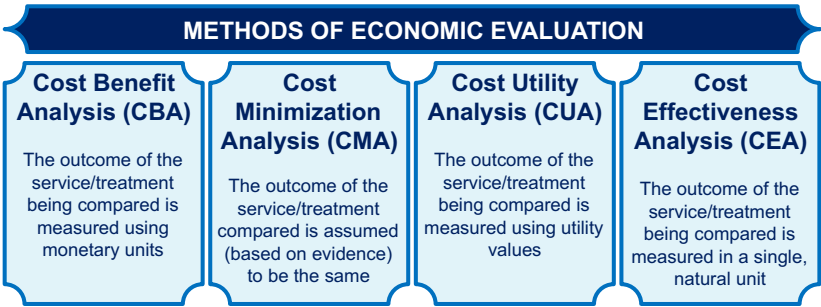 METHODS OF ECONOMIC EVALUATION
Cost Benefit
Analysis (CBA)
The outcome of the
service/treatment
being compared is
measured using
monetary units
Cost
Minimization
Analysis (CMA)
The outcome of the
service/treatment
compared is assumed
(based on evidence)
to be the same
Cost Utility
Analysis (CUA)
The outcome of the
service/treatment
being compared is
measured using utility
values
Cost
Effectiveness
Analysis (CEA)
The outcome of the
service/treatment
being compared is
measured in a single,
natural unit